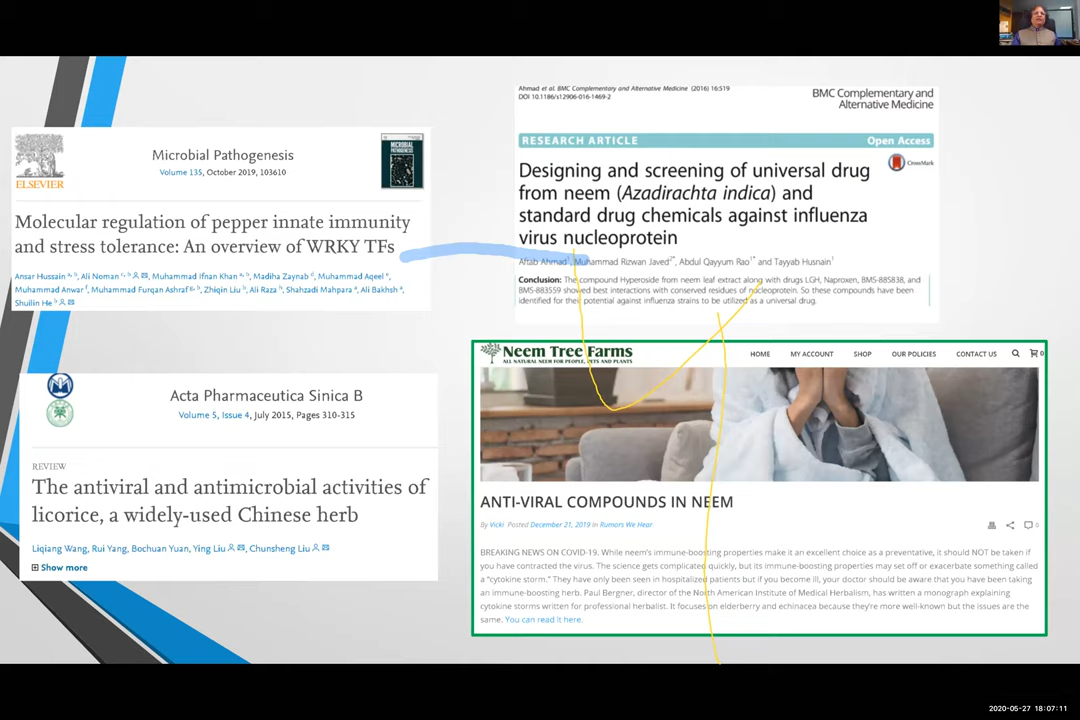 Microbial Pathogenesis
Volume 135, October 2019, 103610
MICROBIAL
PATHOGENESIS
ELSEVIER
Molecular regulation of pepper innate immunity
and stress tolerance: An overview of WRKY TFs
Ansar Hussain a, b, Ali Noman c, b, Muhammad Ifnan Khan a, b, Madiha Zaynab d, Muhammad Aqeel e,
Muhammad Anwar f, Muhammad Furqan Ashraf g, b, Zhiqin Liu b, Ali Raza b, Shahzadi Mahpara a, Ali Bakhsh a,
Shuilin He b
Acta Pharmaceutica Sinica B
Volume 5, Issue 4, July 2015, Pages 310-315
REVIEW
The antiviral and antimicrobial activities of
licorice, a widely-used Chinese herb
Liqiang Wang, Rui Yang, Bochuan Yuan, Ying Liu, Chunsheng Liu
Show more
Ahmad et al. BMC Complementary and Alternative Medicine (2016) 16:519
DOI 10.1186/s12906-016-1469-2
BMC Complementary and
Alternative Medicine
RESEARCH ARTICLE Open Access
CrossMark
Designing and screening of universal drug
from neem (Azadirachta indica) and
standard drug chemicals against influenza
virus nucleoprotein
Aftab Ahmad1, Muhammad Rizwan Javed2*, Abdul Qayyum Rao1* and Tayyab Husnain1
Conclusion: The compound Hyperoside from neem leaf extract along with drugs LGH, Naproxen, BMS-885838, and
BMS-883559 showed best interactions with conserved residues of nucleoprotein. So these compounds have been
identified for their potential against influenza strains to be utilized as a universal drug.
Neem Tree Farms
ALL NATURAL NEEM FOR PEOPLE, PETS AND PLANTS
HOME MY ACCOUNT SHOP OUR POLICIES CONTACT US 0
ANTI-VIRAL COMPOUNDS IN NEEM
By Vicki Posted December 21, 2019 in Rumors We Hear
0
BREAKING NEWS ON COVID-19. While neem's immune-boosting properties make it an excellent choice as a preventative, it should NOT be taken if
you have contracted the virus. The science gets complicated quickly, but its immune-boosting properties may set off or exacerbate something called
a "cytokine storm." They have only been seen in hospitalized patients but if you become ill, your doctor should be aware that you have been taking
an immune-boosting herb. Paul Bergner, director of the North American Institute of Medical Herbalism, has written a monograph explaining
cytokine storms written for professional herbalist. It focuses on elderberry and echinacea because they're more well-known but the issues are the
same. You can read it here.
2020-05-27 18:07:11